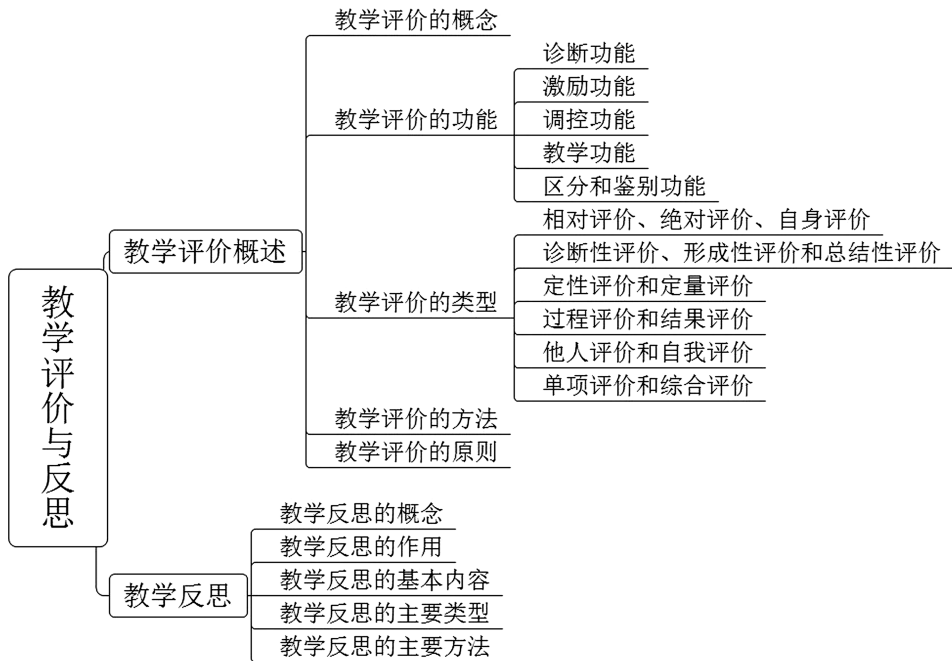 教学评价与反思
教学评价概述
教学评价的概念
教学评价的功能
诊断功能
激励功能
调控功能
教学功能
区分和鉴别功能
教学评价的类型
相对评价、绝对评价、自身评价
诊断性评价、形成性评价和总结性评价
定性评价和定量评价
过程评价和结果评价
他人评价和自我评价
单项评价和综合评价
教学评价的方法
教学评价的原则
教学反思
教学反思的概念
教学反思的作用
教学反思的基本内容
教学反思的主要类型
教学反思的主要方法